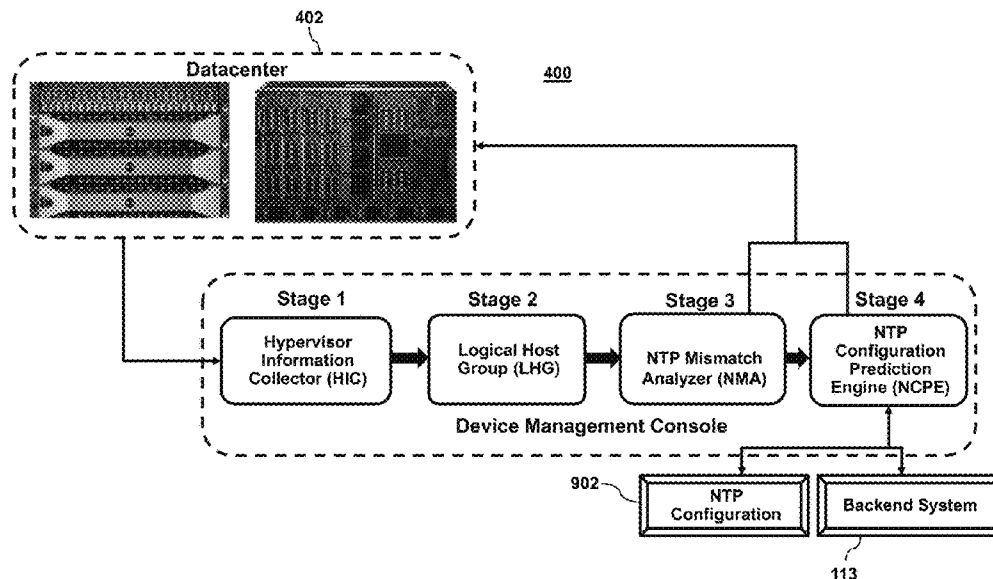 402
Datacenter
400
Stage 1
Stage 2
Stage 3
Stage 4
Hypervisor
Information
Collector (HIC)
Logical Host
Group (LHG)
NTP Mismatch
Analyzer (NMA)
NTP
Configuration
Prediction
Engine (NCPE)
Device Management Console
902
NTP
Configuration
Backend System
113